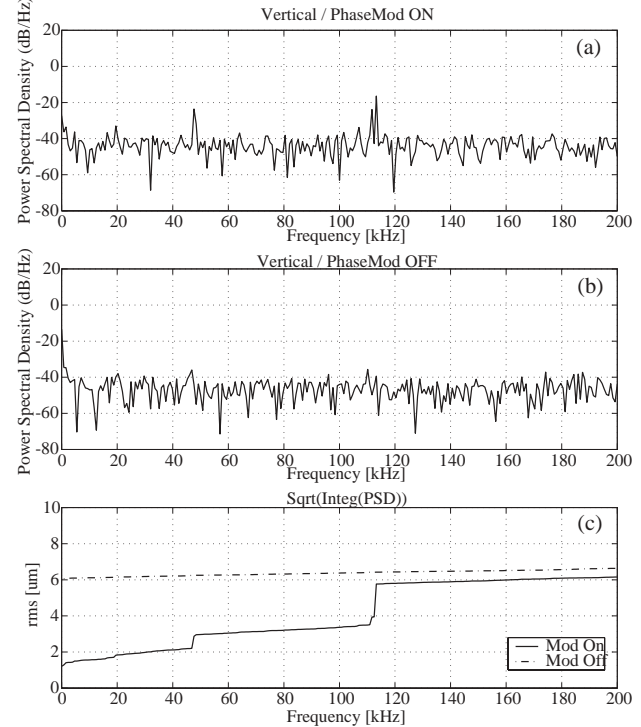 Vertical / PhaseMod ON
Power Spectral Density (dB/Hz)
20
0
-20
-40
-60
-80
(a)
0 20 40 60 80 100 120 140 160 180 200
Frequency [kHz]
Vertical / PhaseMod OFF
Power Spectral Density (dB/Hz)
20
0
-20
-40
-60
-80
(b)
0 20 40 60 80 100 120 140 160 180 200
Frequency [kHz]
Sqrt(Integ(PSD))
rms [um]
10
8
6
4
2
0
(c)
Mod On
Mod Off
0 20 40 60 80 100 120 140 160 180 200
Frequency [kHz]